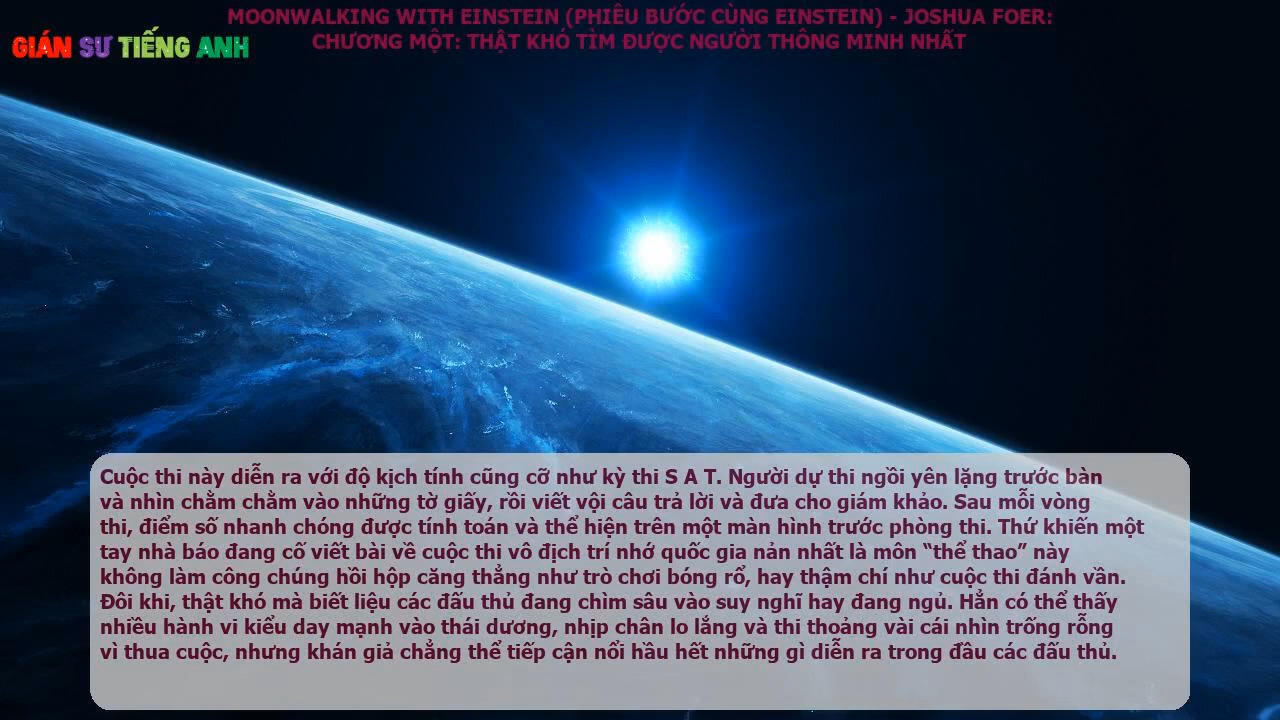 MOONWALKING WITH EINSTEIN (PHIÊU BƯỚC CÙNG EINSTEIN) - JOSHUA FOER:
CHƯƠNG MỘT: THẬT KHÓ TÌM ĐƯỢC NGƯỜI THÔNG MINH NHẤT
GIÁN SƯ TIẾNG ANH
Cuộc thi này diễn ra với độ kịch tính cũng cỡ như kỳ thi S A T. Người dự thi ngồi yên lặng trước bàn
và nhìn chằm chằm vào những tờ giấy, rồi viết vội câu trả lời và đưa cho giám khảo. Sau mỗi vòng
thi, điểm số nhanh chóng được tính toán và thể hiện trên một màn hình trước phòng thi. Thứ khiến một
tay nhà báo đang cố viết bài về cuộc thi vô địch trí nhớ quốc gia nản nhất là môn “thể thao” này
không làm công chúng hồi hộp căng thẳng như trò chơi bóng rổ, hay thậm chí như cuộc thi đánh vần.
Đôi khi, thật khó mà biết liệu các đấu thủ đang chìm sâu vào suy nghĩ hay đang ngủ. Hẳn có thể thấy
nhiều hành vi kiểu day mạnh vào thái dương, nhịp chân lo lắng và thi thoảng vài cái nhìn trống rỗng
vì thua cuộc, nhưng khán giả chẳng thể tiếp cận nổi hầu hết những gì diễn ra trong đầu các đấu thủ.